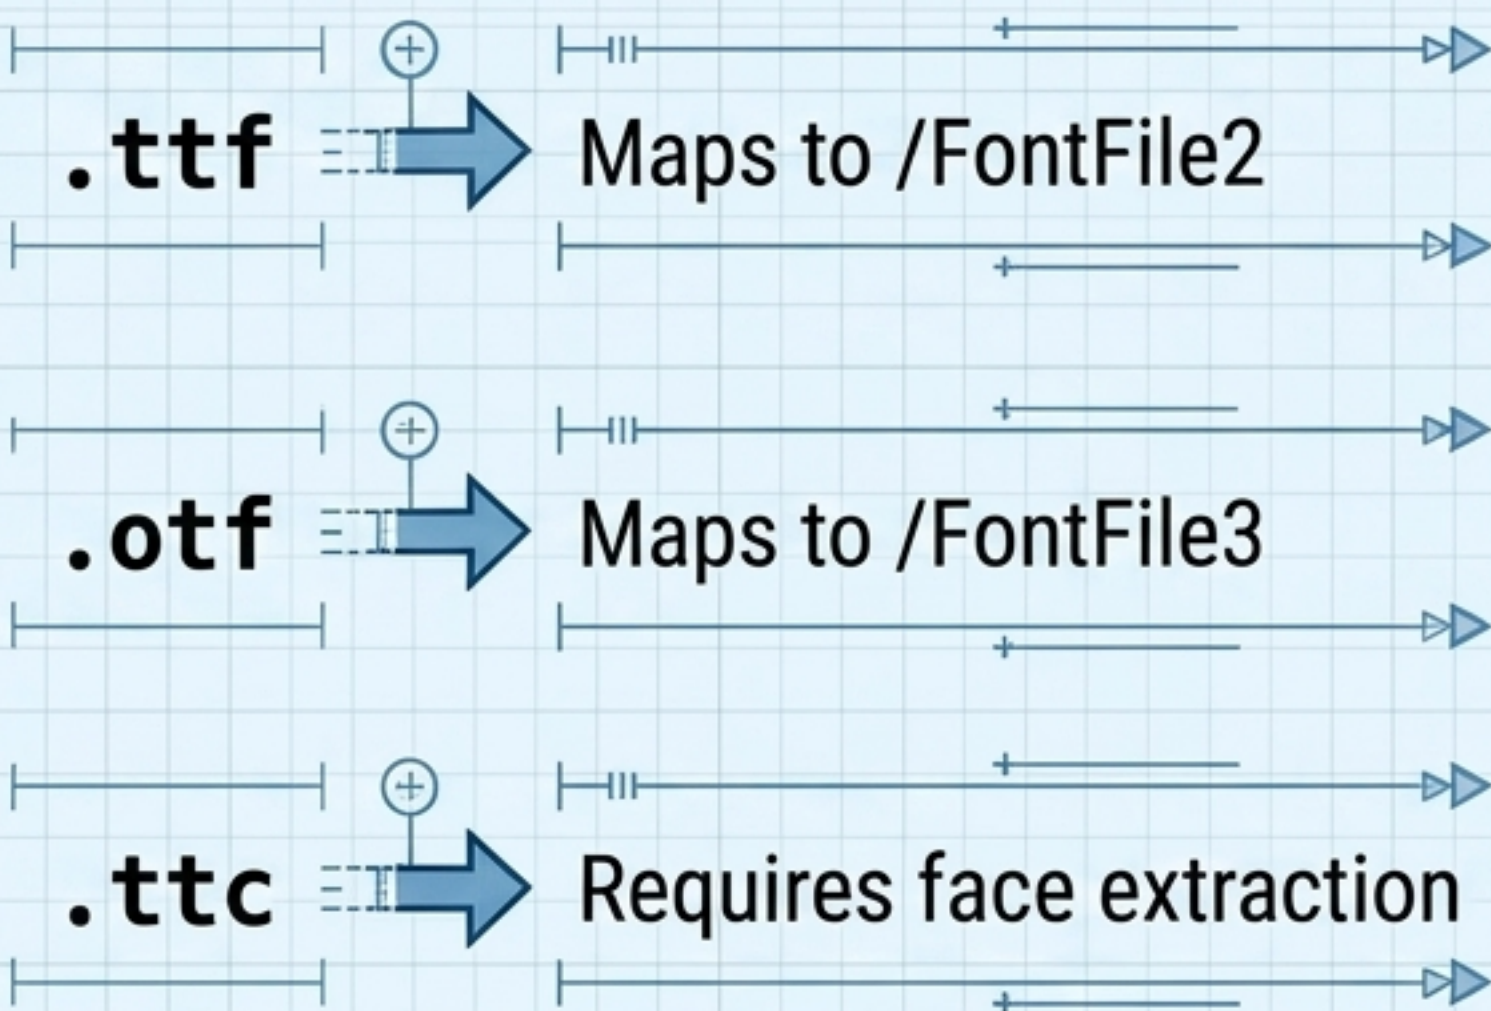 .ttf Maps to /FontFile2
.otf Maps to /FontFile3
.ttc Requires face extraction